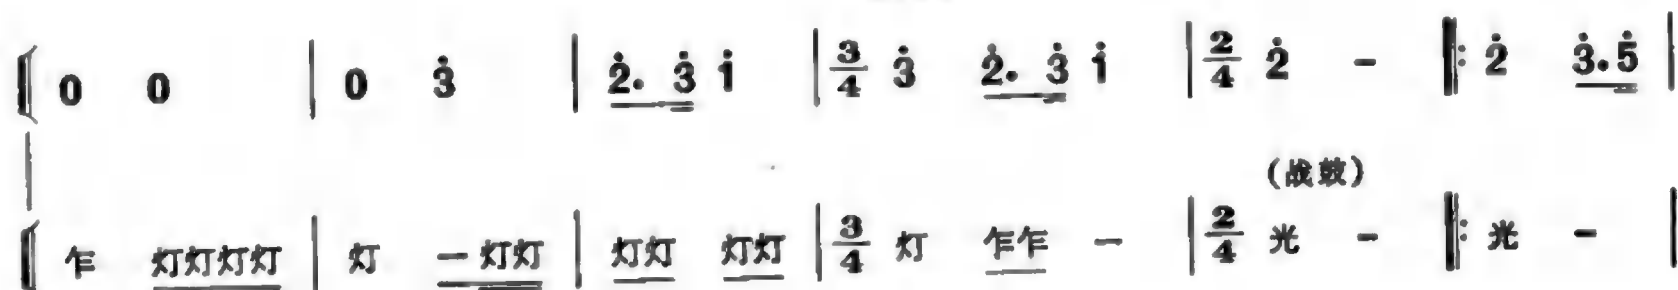 0 0 | 0 3̇ | 2̇. 3̇ 1̇ | 3/4 3̇ 2̇. 3̇ 1̇ | 2/4 2̇ - ‖: 2̇ 3̇.5̇ |
(战鼓)
乍 灯灯灯灯 | 灯 一灯灯 | 灯灯 灯灯 | 3/4 灯 乍乍 - | 2/4 光 - ‖: 光 - |